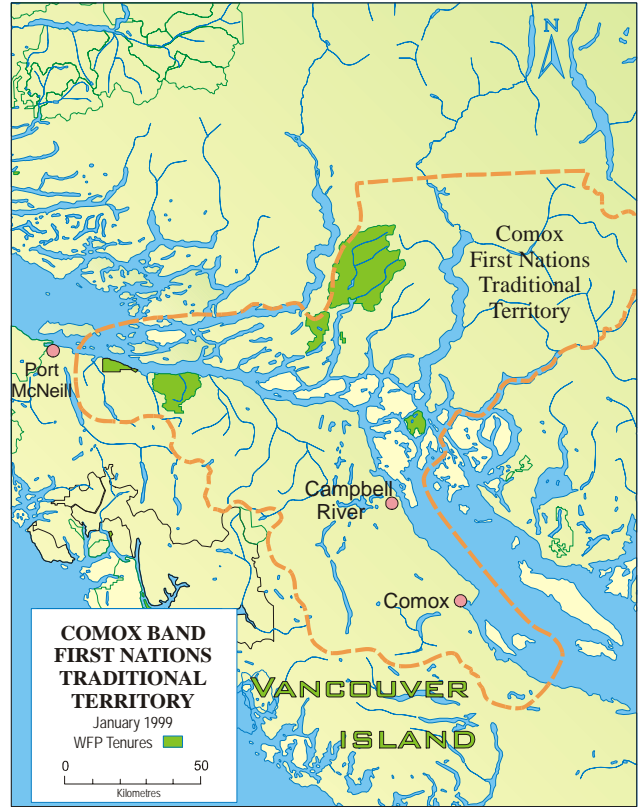 N
Comox
First Nations
Traditional
Territory
Port
McNeill
Campbell
River
Comox
VANCOUVER
ISLAND
COMOX BAND
FIRST NATIONS
TRADITIONAL
TERRITORY
January 1999
WFP Tenures
0 50
Kilometres